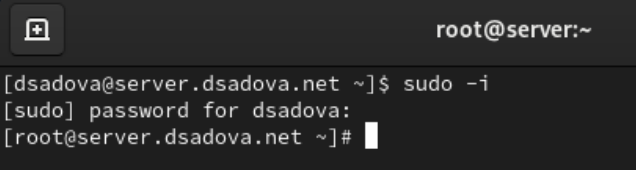 root@server:~
[dsadova@server.dsadova.net ~]$ sudo -i
[sudo] password for dsadova:
[root@server.dsadova.net ~]#